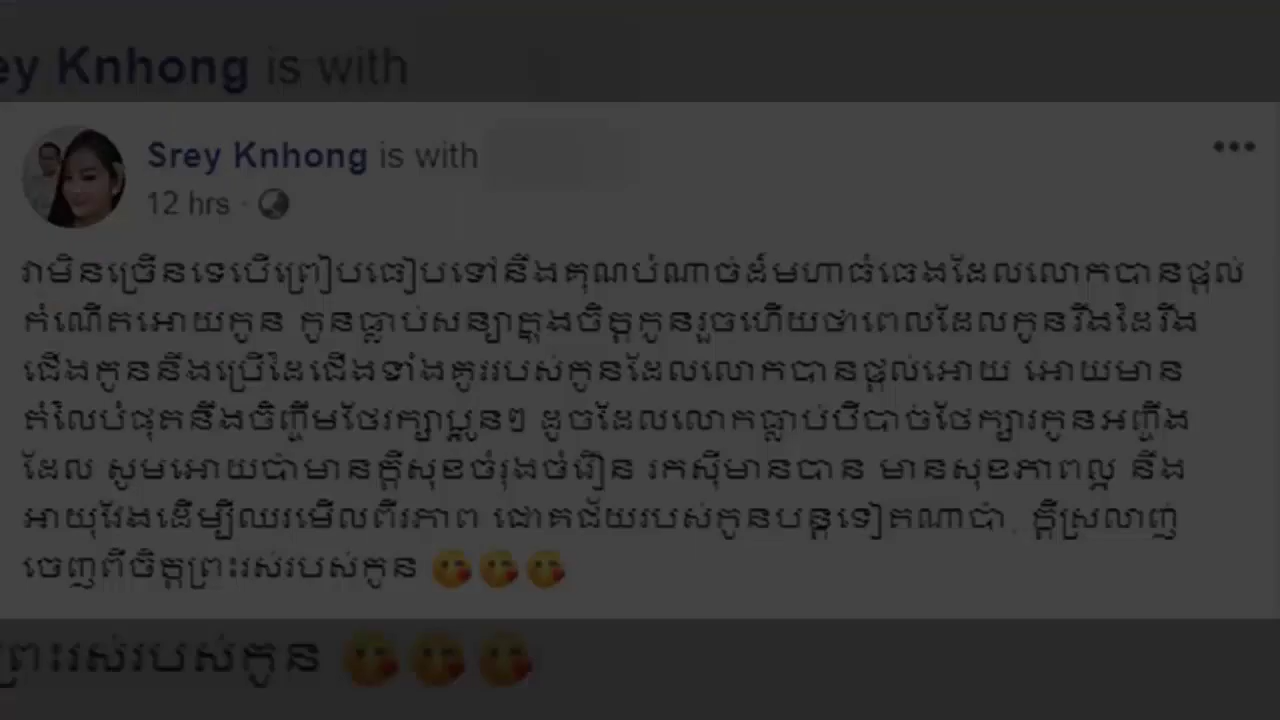 ey Knhong is with
Srey Knhong is with
12 hrs
វាមិនច្រើនទេបើប្រៀបធៀបទៅនឹងគុណបំណាច់ដ៏មហាធំធេងដែលលោកបានផ្តល់
កំណើតអោយកូន កូនធ្លាប់សន្យាក្នុងចិត្តកូនរួចហើយថាពេលដែលកូនរឹងដៃរឹង
ជើងកូននឹងប្រើដៃជើងទាំងគូររបស់កូនដែលលោកបានផ្តល់អោយ អោយមាន
តំលៃបំផុតនឹងចិញ្ចឹមថែរក្សាប្អូនៗ ដូចដែលលោកធ្លាប់បីបាច់ថែក្សារកូនអញ្ចឹង
ដែល សូមអោយប៉ាមានក្តីសុខចំរុងចំរើន រកស៊ីមានបាន មានសុខភាពល្អ នឹង
អាយុវែងដើម្បីឈរមើលពីរភាព ជោគជ័យរបស់កូនបន្តទៀតណាប៉ា ក្តីស្រលាញ់
ចេញពីចិត្តព្រះរស់របស់កូន 😘😘😘
ព្រះរស់របស់កូន 😘😘😘